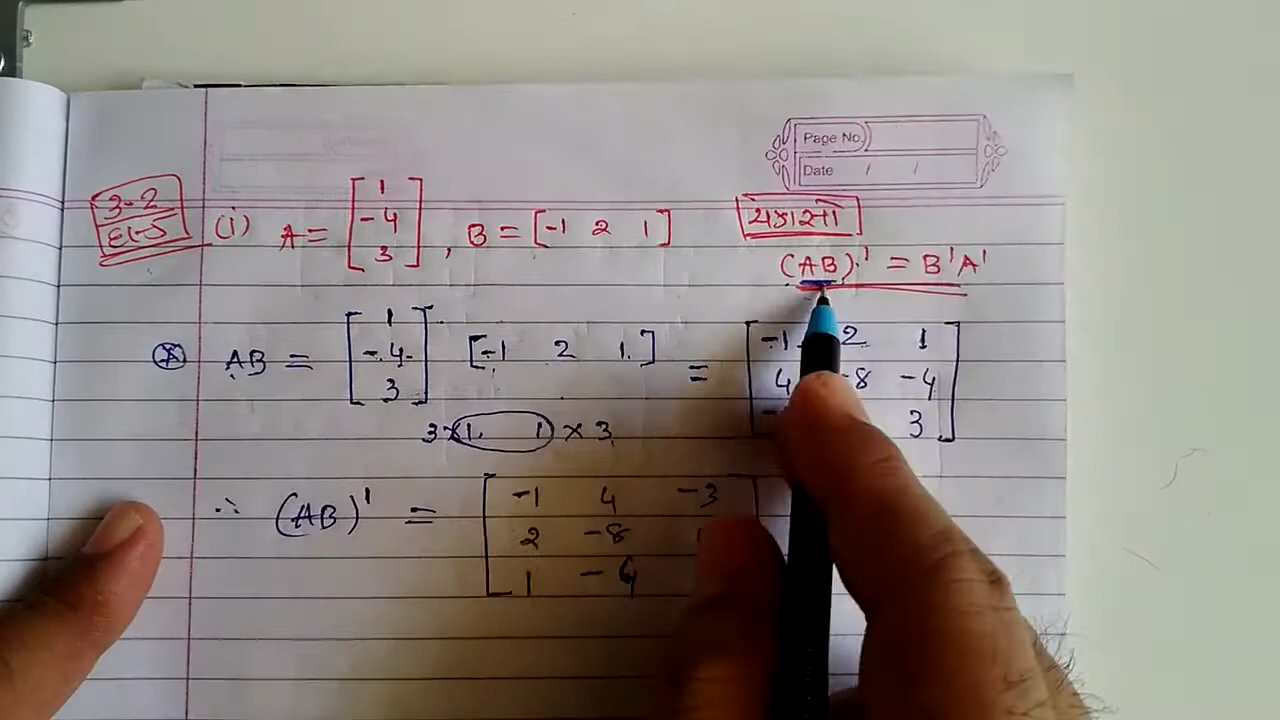 Page No.
Date / /
3-2
(i) A = [ 1 -4 3 ] , B = [ -1 2 1 ]
(AB)' = B'A'
AB = [ 1 -4 3 ] [ -1 2 1 ] = [ -1 2 1
4 -8 -4
3 ]
3×1 1×3
∴ (AB)' = [ -1 4 -3
2 -8
1 -4